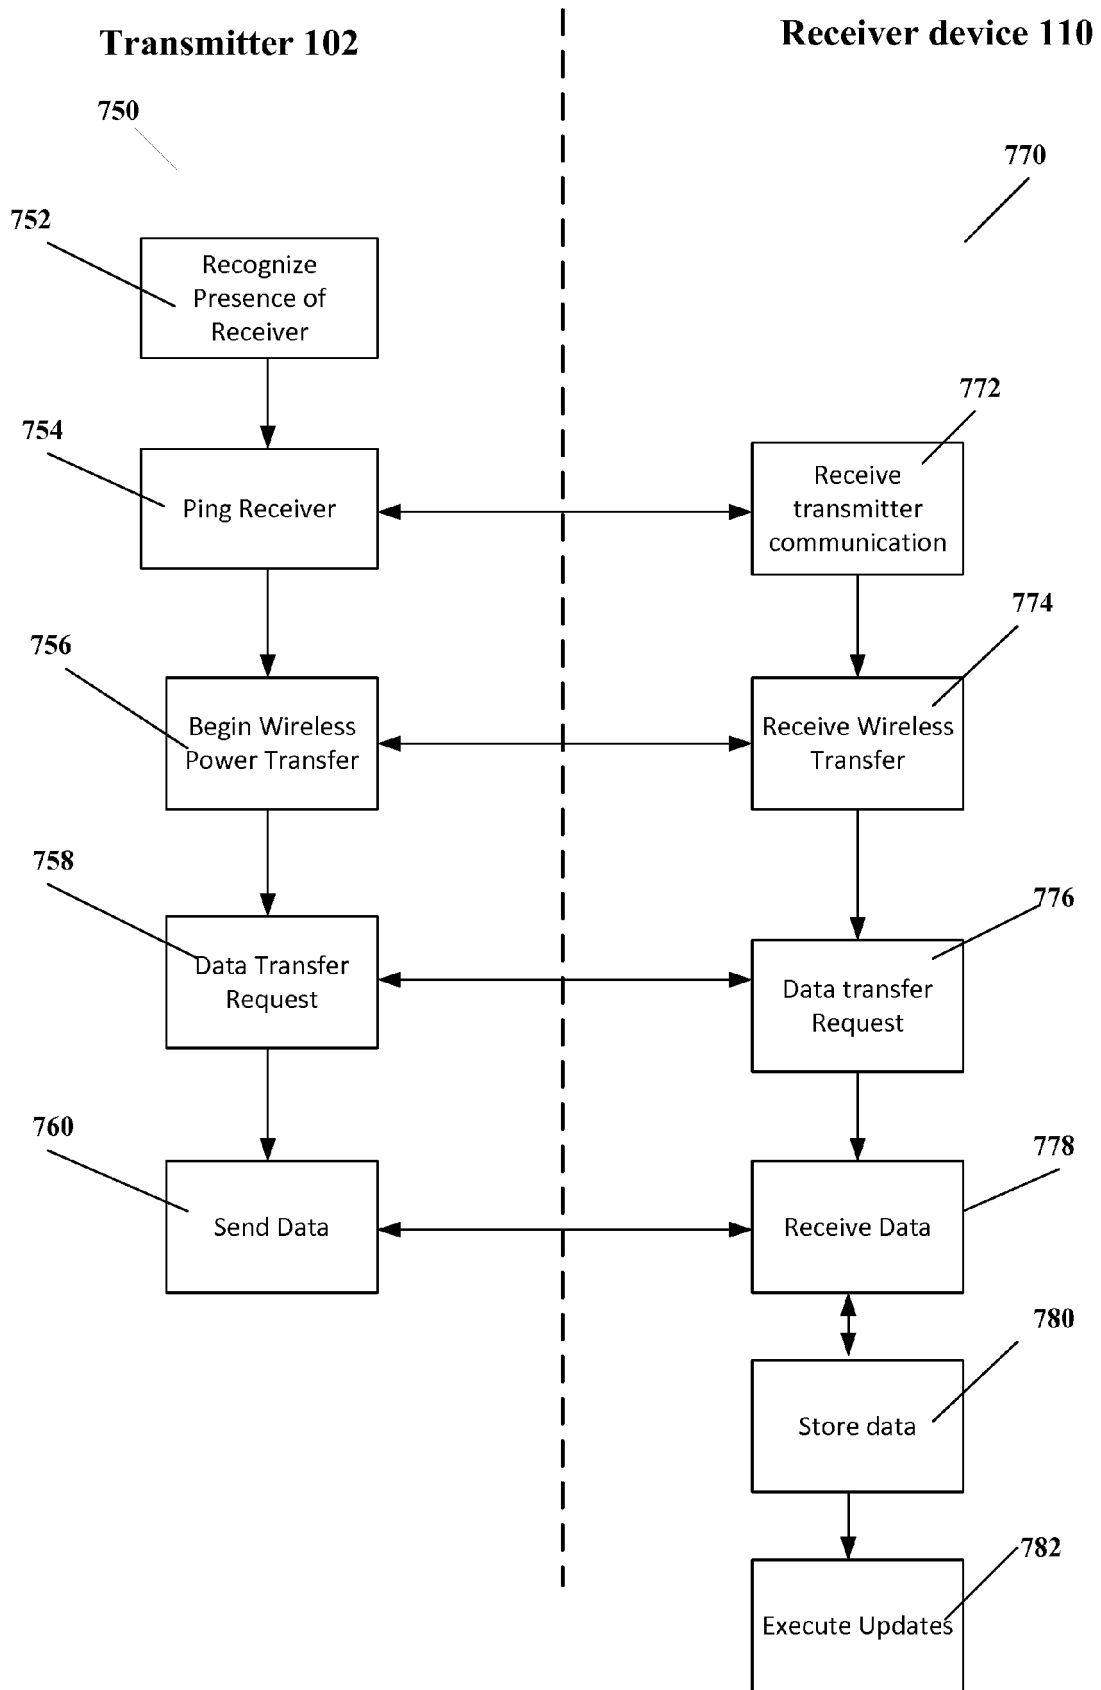 Transmitter 102
Receiver device 110
750
770
752
Recognize
Presence of
Receiver
754
Ping Receiver
772
Receive
transmitter
communication
756
Begin Wireless
Power Transfer
774
Receive Wireless
Transfer
758
Data Transfer
Request
776
Data transfer
Request
760
Send Data
778
Receive Data
780
Store data
782
Execute Updates